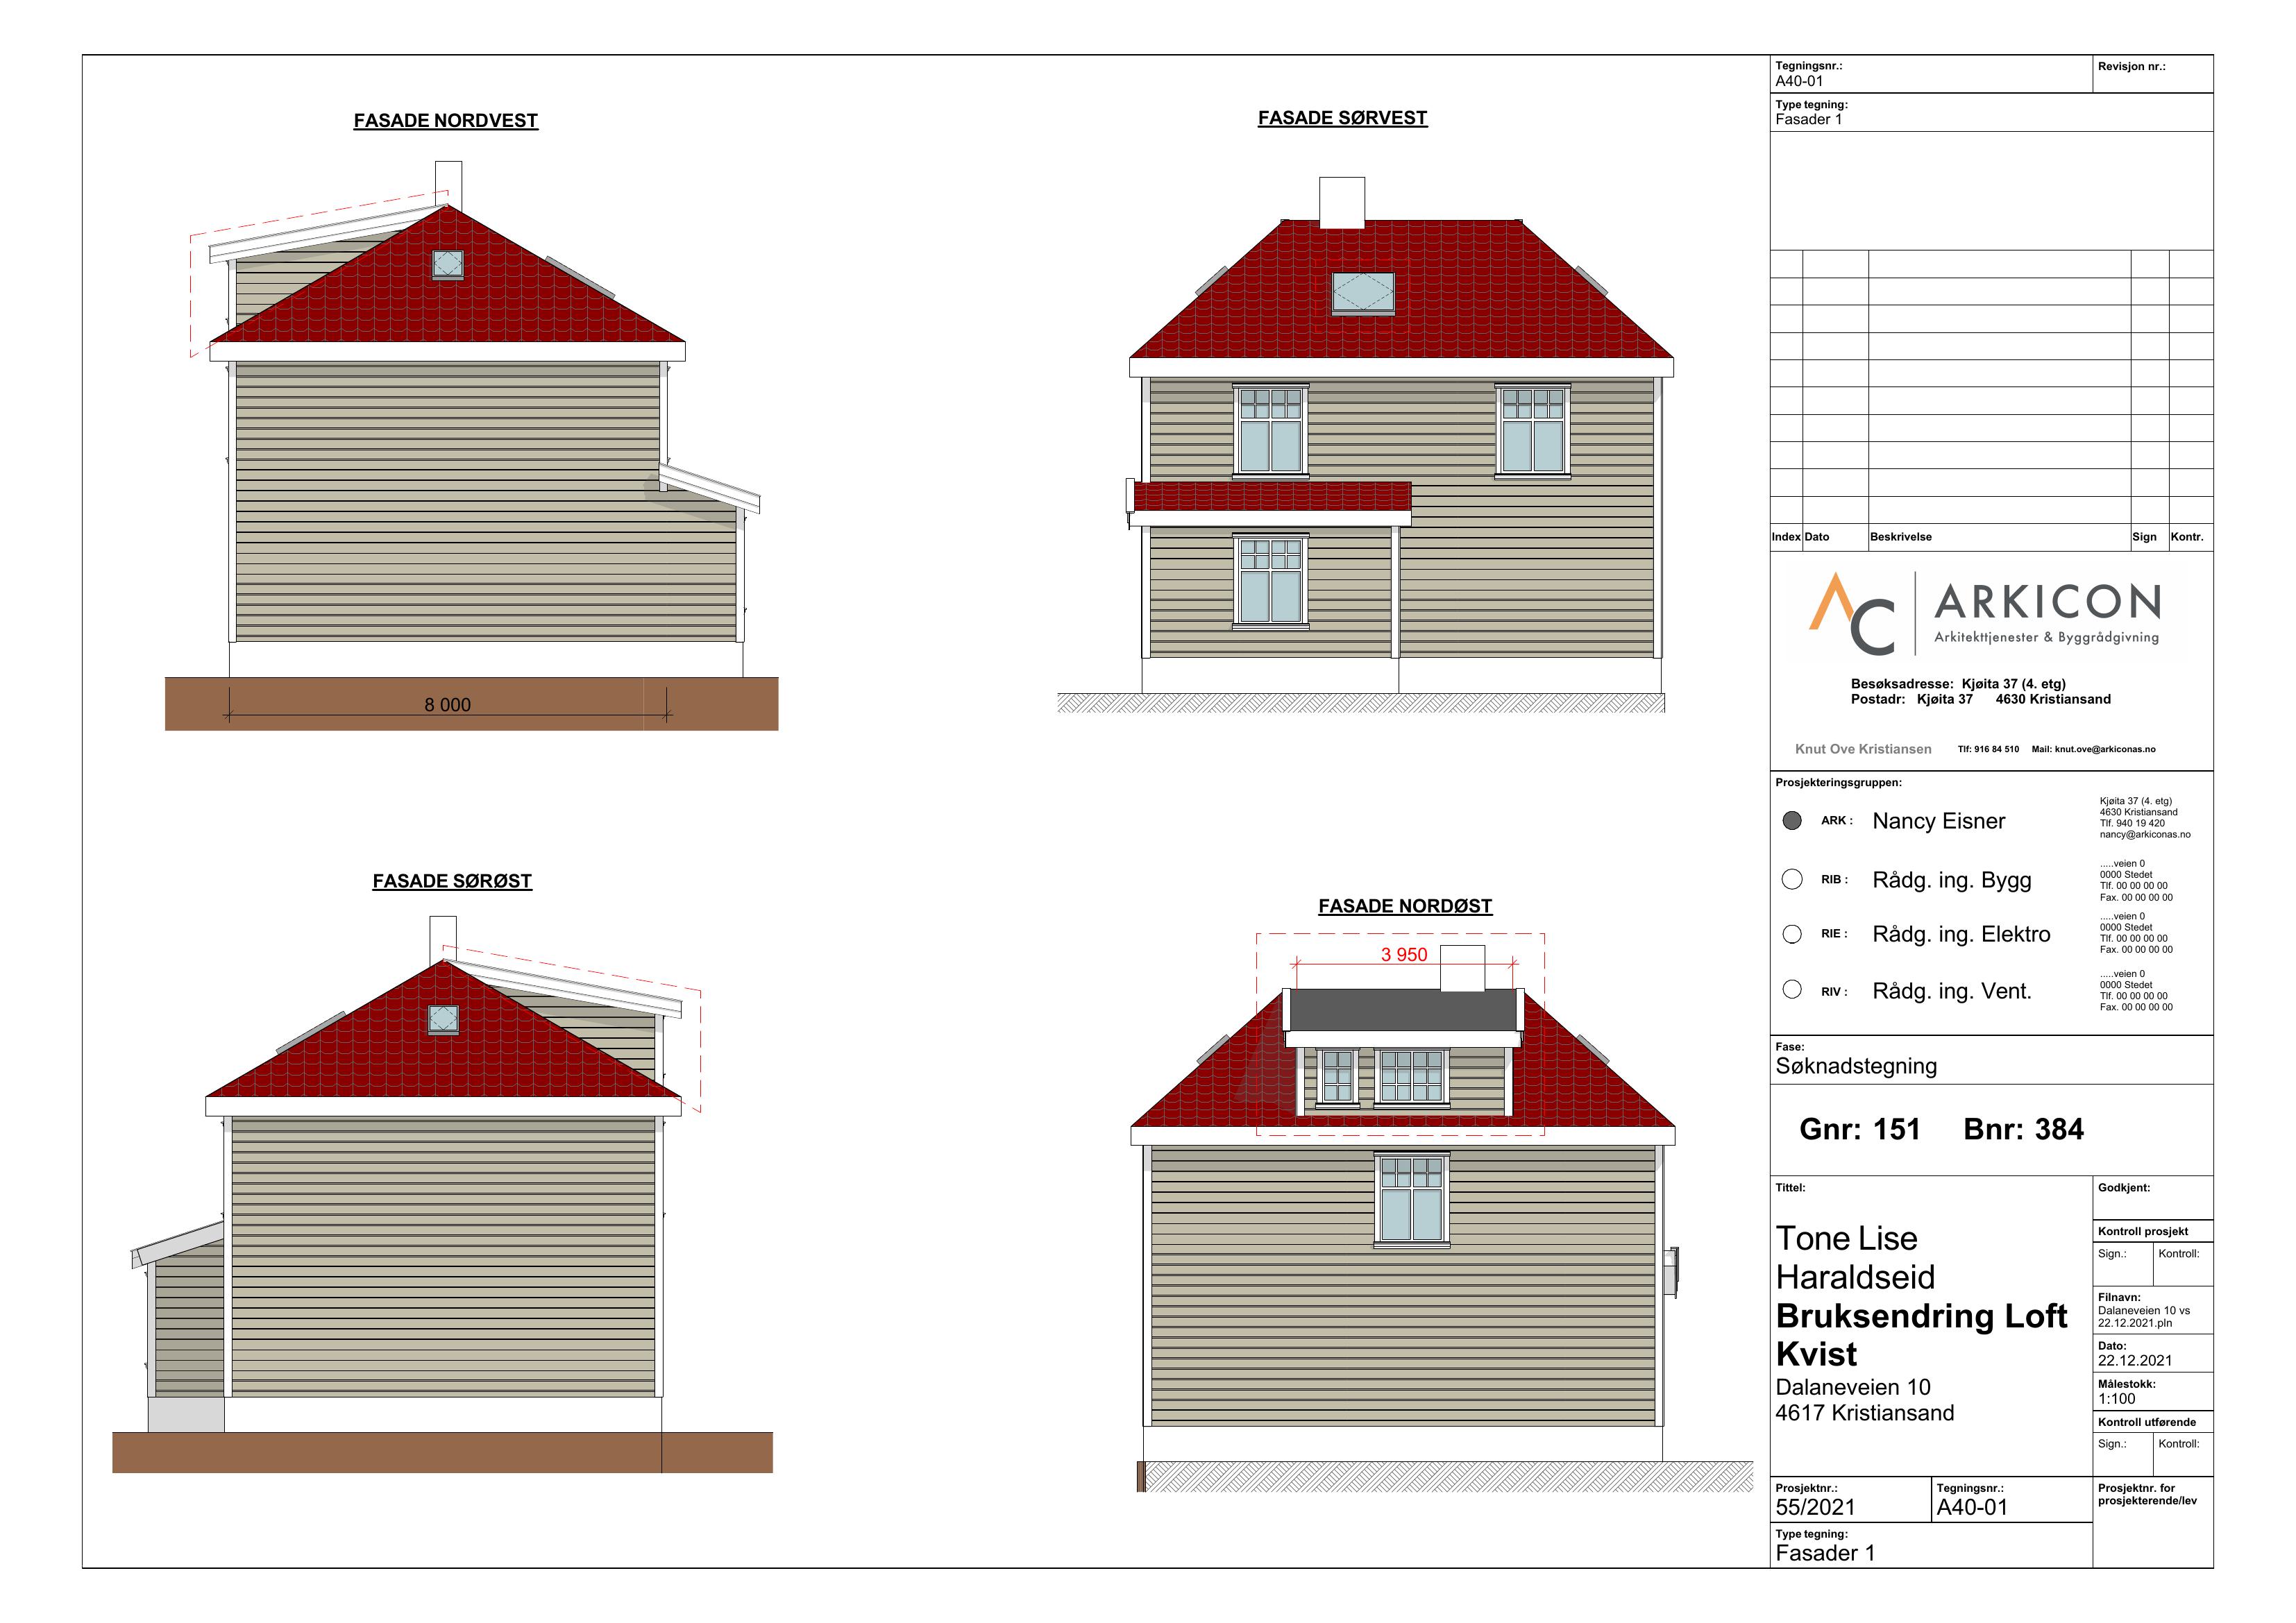 FASADE NORDVEST
8 000
FASADE SØRVEST
FASADE SØRØST
FASADE NORDØST
3 950
Tegningsnr.:
A40-01
Revisjon nr.:
Type tegning:
Fasader 1
Index Dato Beskrivelse Sign Kontr.
AC ARKICON
Arkitekttjenester & Byggrådgivning
Besøksadresse: Kjøita 37 (4. etg)
Postadr: Kjøita 37 4630 Kristiansand
Knut Ove Kristiansen Tlf: 916 84 510 Mail: knut.ove@arkiconas.no
Prosjekteringsgruppen:
ARK : Nancy Eisner
Kjøita 37 (4. etg)
4630 Kristiansand
Tlf. 940 19 420
nancy@arkiconas.no
RIB : Rådg. ing. Bygg
.....veien 0
0000 Stedet
Tlf. 00 00 00 00
Fax. 00 00 00 00
RIE : Rådg. ing. Elektro
.....veien 0
0000 Stedet
Tlf. 00 00 00 00
Fax. 00 00 00 00
RIV : Rådg. ing. Vent.
.....veien 0
0000 Stedet
Tlf. 00 00 00 00
Fax. 00 00 00 00
Fase:
Søknadstegning
Gnr: 151 Bnr: 384
Tittel:
Tone Lise
Haraldseid
Bruksendring Loft
Kvist
Dalaneveien 10
4617 Kristiansand
Godkjent:
Kontroll prosjekt
Sign.: Kontroll:
Filnavn:
Dalaneveien 10 vs
22.12.2021.pln
Dato:
22.12.2021
Målestokk:
1:100
Kontroll utførende
Sign.: Kontroll:
Prosjektnr.:
55/2021
Tegningsnr.:
A40-01
Prosjektnr. for
prosjekterende/lev
Type tegning:
Fasader 1